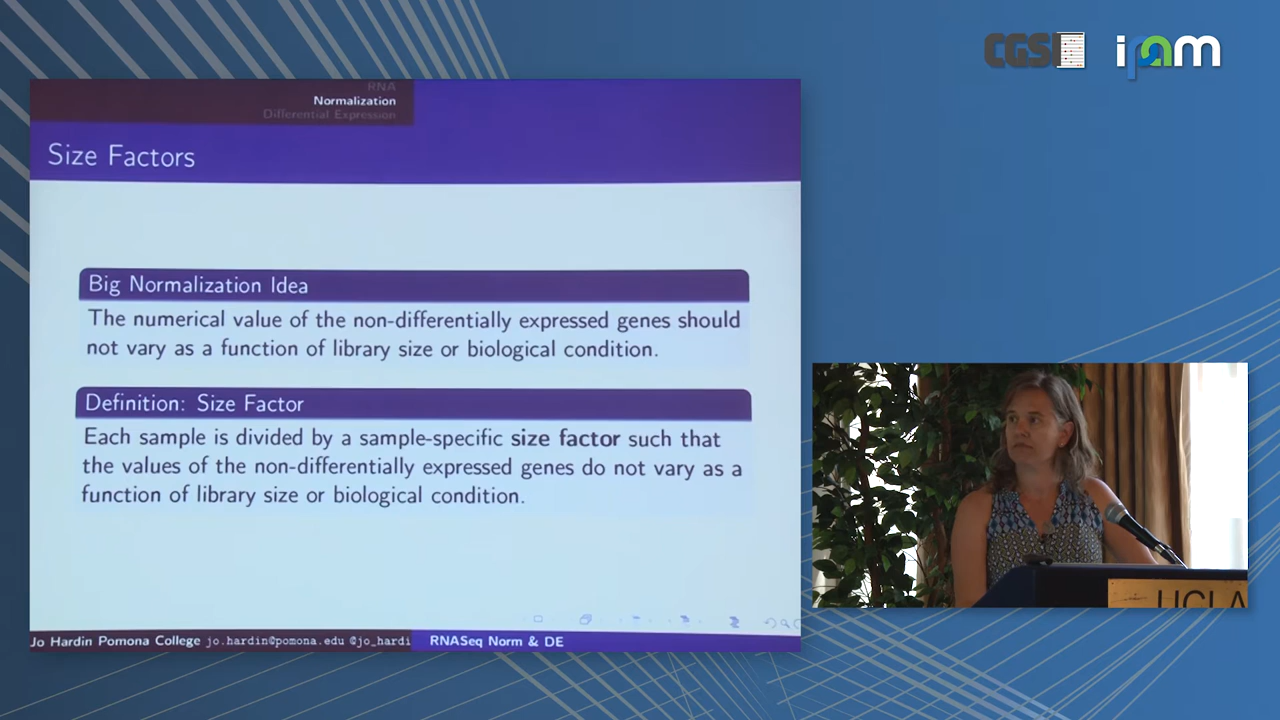 CGSI
ipam
RNA
Normalization
Differential Expression
Size Factors
Big Normalization Idea
The numerical value of the non-differentially expressed genes should
not vary as a function of library size or biological condition.
Definition: Size Factor
Each sample is divided by a sample-specific size factor such that
the values of the non-differentially expressed genes do not vary as a
function of library size or biological condition.
Jo Hardin Pomona College jo.hardin@pomona.edu @jo_hardi
RNASeq Norm & DE
UCLA